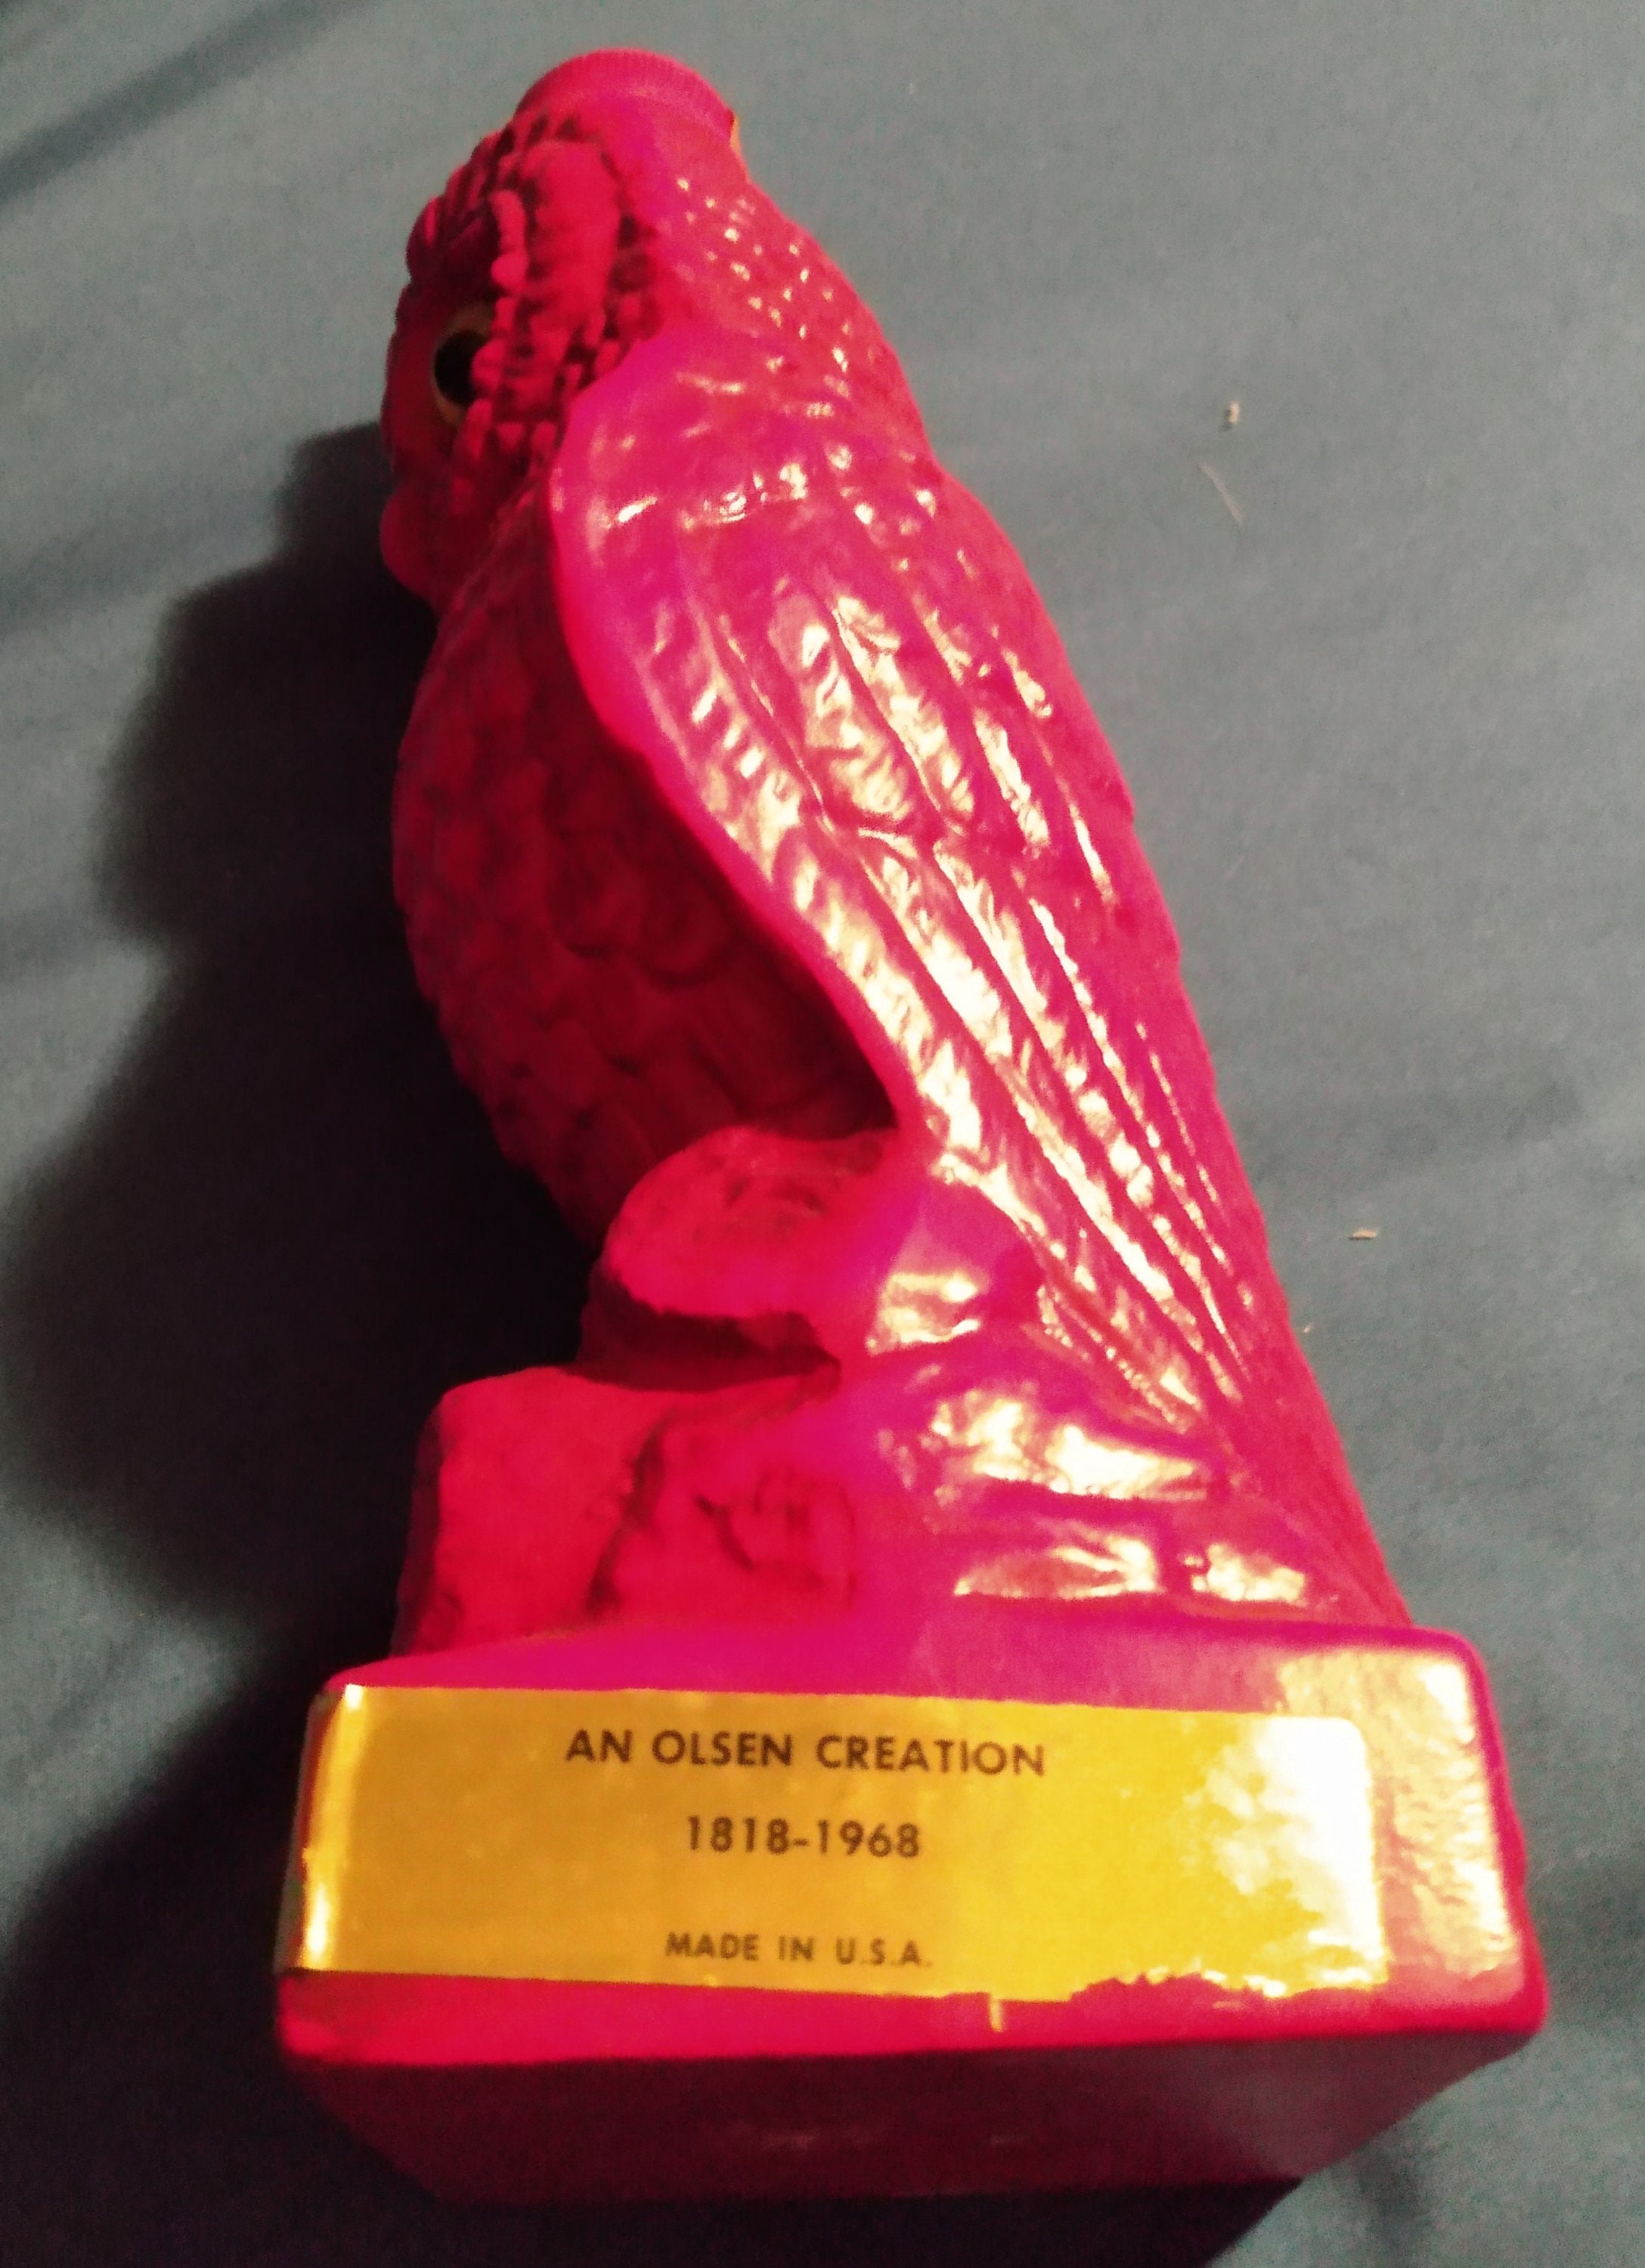 AN OLSEN CREATION
1818-1968
MADE IN U.S.A.